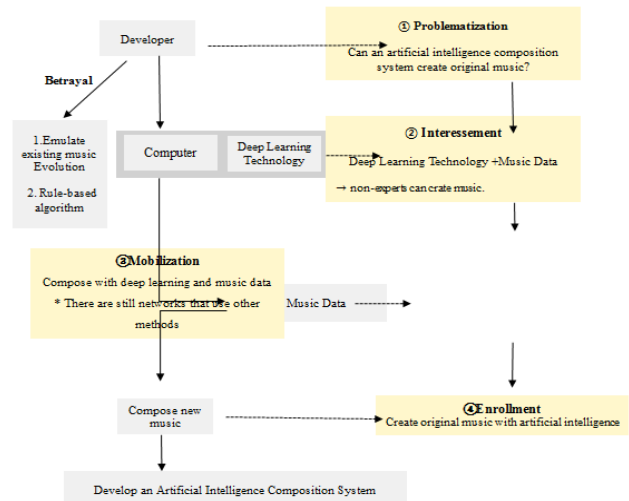 Developer
① Problematization
Can an artificial intelligence composition
system create original music?
Betrayal
1.Emulate
existing music
Evolution
2. Rule-based
algorithm
Computer
Deep Learning
Technology
② Interessement
Deep Learning Technology +Music Data
→ non-experts can crate music.
③Mobilization
Compose with deep learning and music data
* There are still networks that use other
methods
Music Data
Compose new
music
④Enrollment
Create original music with artificial intelligence
Develop an Artificial Intelligence Composition System